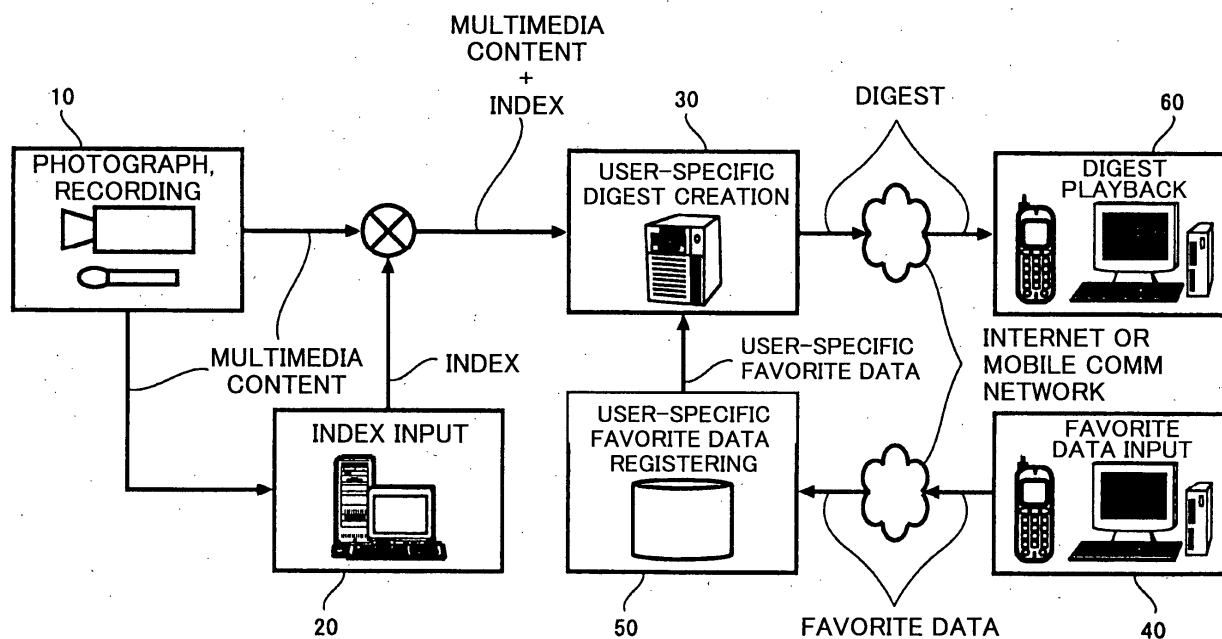 MULTIMEDIA
CONTENT
+
INDEX
10
30
DIGEST
60
PHOTOGRAPH,
RECORDING
USER-SPECIFIC
DIGEST CREATION
DIGEST
PLAYBACK
MULTIMEDIA
CONTENT
INDEX
USER-SPECIFIC
FAVORITE DATA
INTERNET OR
MOBILE COMM
NETWORK
INDEX INPUT
USER-SPECIFIC
FAVORITE DATA
REGISTERING
FAVORITE
DATA INPUT
20
50
FAVORITE DATA
40